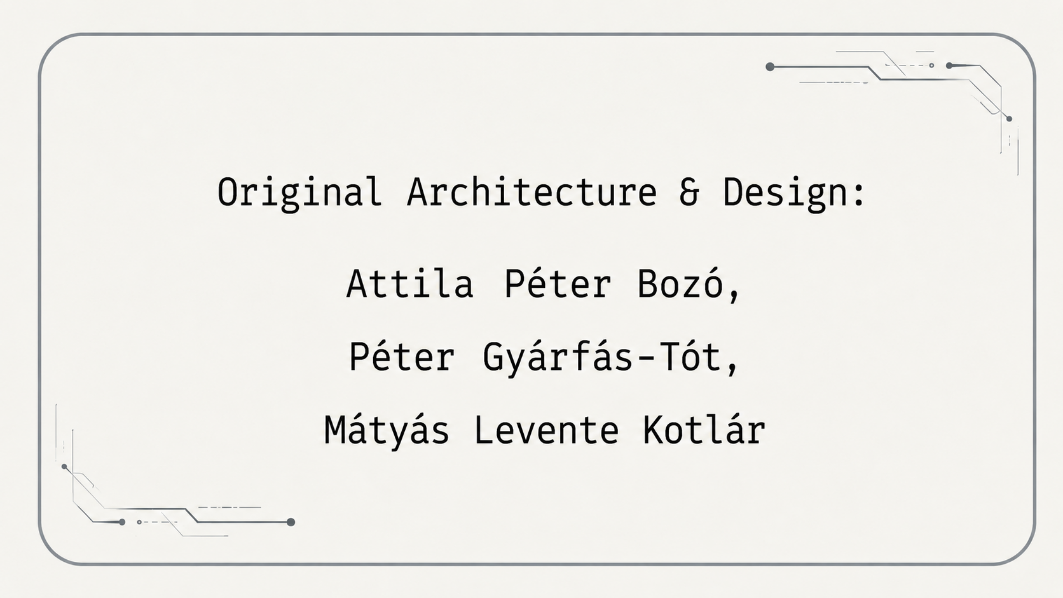 Original Architecture & Design:
Attila Péter Bozó,
Péter Gyárfás-Tót,
Mátyás Levente Kotlár